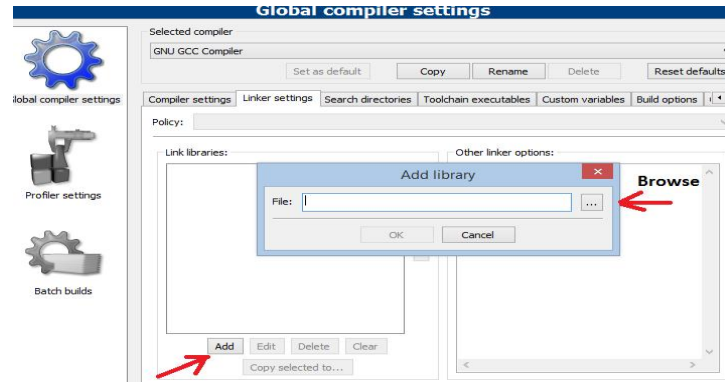 Global compiler settings
Selected compiler
GNU GCC Compiler
Set as default Copy Rename Delete Reset defaults
Global compiler settings
Compiler settings Linker settings Search directories Toolchain executables Custom variables Build options
Policy:
Link libraries: Other linker options:
Add library
Browse
File: ...
OK Cancel
Profiler settings
Batch builds
Add Edit Delete Clear
Copy selected to...